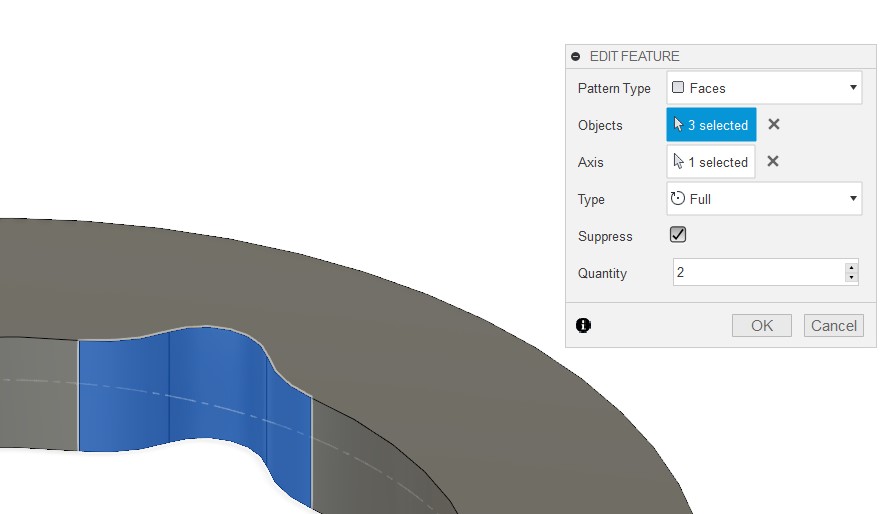 EDIT FEATURE
Pattern Type Faces
Objects 3 selected
Axis 1 selected
Type Full
Suppress
Quantity 2
OK Cancel